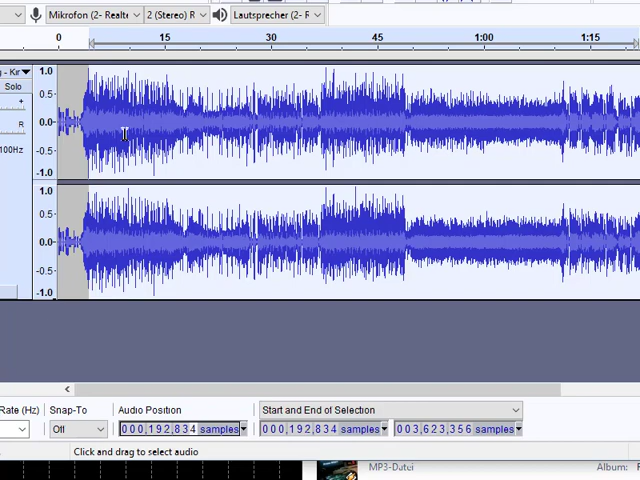 Mikrofon (2- Realt 2 (Stereo) R Lautsprecher (2- R
0 15 30 45 1:00 1:15
g - Kir
Solo
R
100Hz
1.0
0.5
0.0
-0.5
-1.0
1.0
0.5
0.0
-0.5
-1.0
Rate (Hz) Snap-To Audio Position Start and End of Selection
Off 000,192,834 samples 000,192,834 samples 003,623,356 samples
Click and drag to select audio
MP3-Datei Album: